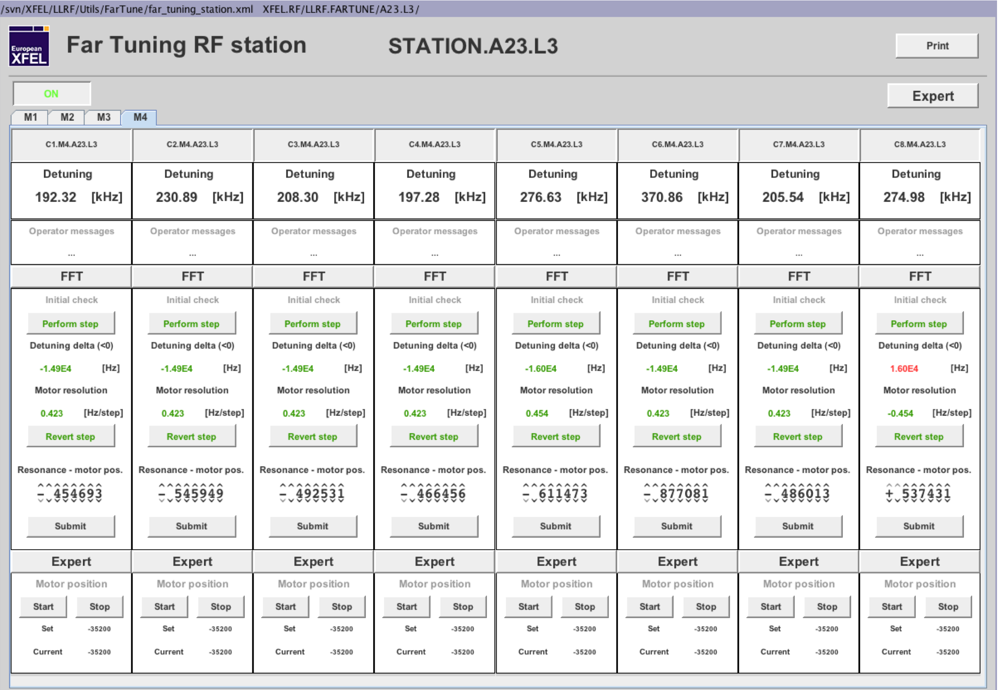 /svn/XFEL/LLRF/Utils/FarTune/far_tuning_station.xml XFEL.RF/LLRF.FARTUNE/A23.L3/
European
XFEL
Far Tuning RF station STATION.A23.L3 Print
ON Expert
M1 M2 M3 M4
C1.M4.A23.L3 C2.M4.A23.L3 C3.M4.A23.L3 C4.M4.A23.L3 C5.M4.A23.L3 C6.M4.A23.L3 C7.M4.A23.L3 C8.M4.A23.L3
Detuning Detuning Detuning Detuning Detuning Detuning Detuning Detuning
192.32 [kHz] 230.89 [kHz] 208.30 [kHz] 197.28 [kHz] 276.63 [kHz] 370.86 [kHz] 205.54 [kHz] 274.98 [kHz]
Operator messages Operator messages Operator messages Operator messages Operator messages Operator messages Operator messages Operator messages
... ... ... ... ... ... ... ...
FFT FFT FFT FFT FFT FFT FFT FFT
Initial check Initial check Initial check Initial check Initial check Initial check Initial check Initial check
Perform step Perform step Perform step Perform step Perform step Perform step Perform step Perform step
Detuning delta (<0) Detuning delta (<0) Detuning delta (<0) Detuning delta (<0) Detuning delta (<0) Detuning delta (<0) Detuning delta (<0) Detuning delta (<0)
-1.49E4 [Hz] -1.49E4 [Hz] -1.49E4 [Hz] -1.49E4 [Hz] -1.60E4 [Hz] -1.49E4 [Hz] -1.49E4 [Hz] 1.60E4 [Hz]
Motor resolution Motor resolution Motor resolution Motor resolution Motor resolution Motor resolution Motor resolution Motor resolution
0.423 [Hz/step] 0.423 [Hz/step] 0.423 [Hz/step] 0.423 [Hz/step] 0.454 [Hz/step] 0.423 [Hz/step] 0.423 [Hz/step] -0.454 [Hz/step]
Revert step Revert step Revert step Revert step Revert step Revert step Revert step Revert step
Resonance - motor pos. Resonance - motor pos. Resonance - motor pos. Resonance - motor pos. Resonance - motor pos. Resonance - motor pos. Resonance - motor pos. Resonance - motor pos.
- 454693 - 545949 - 492531 - 466456 - 611473 - 877081 - 486013 + 537431
Submit Submit Submit Submit Submit Submit Submit Submit
Expert Expert Expert Expert Expert Expert Expert Expert
Motor position Motor position Motor position Motor position Motor position Motor position Motor position Motor position
Start Stop Start Stop Start Stop Start Stop Start Stop Start Stop Start Stop Start Stop
Set -35200 Set -35200 Set -35200 Set -35200 Set -35200 Set -35200 Set -35200 Set -35200
Current -35200 Current -35200 Current -35200 Current -35200 Current -35200 Current -35200 Current -35200 Current -35200